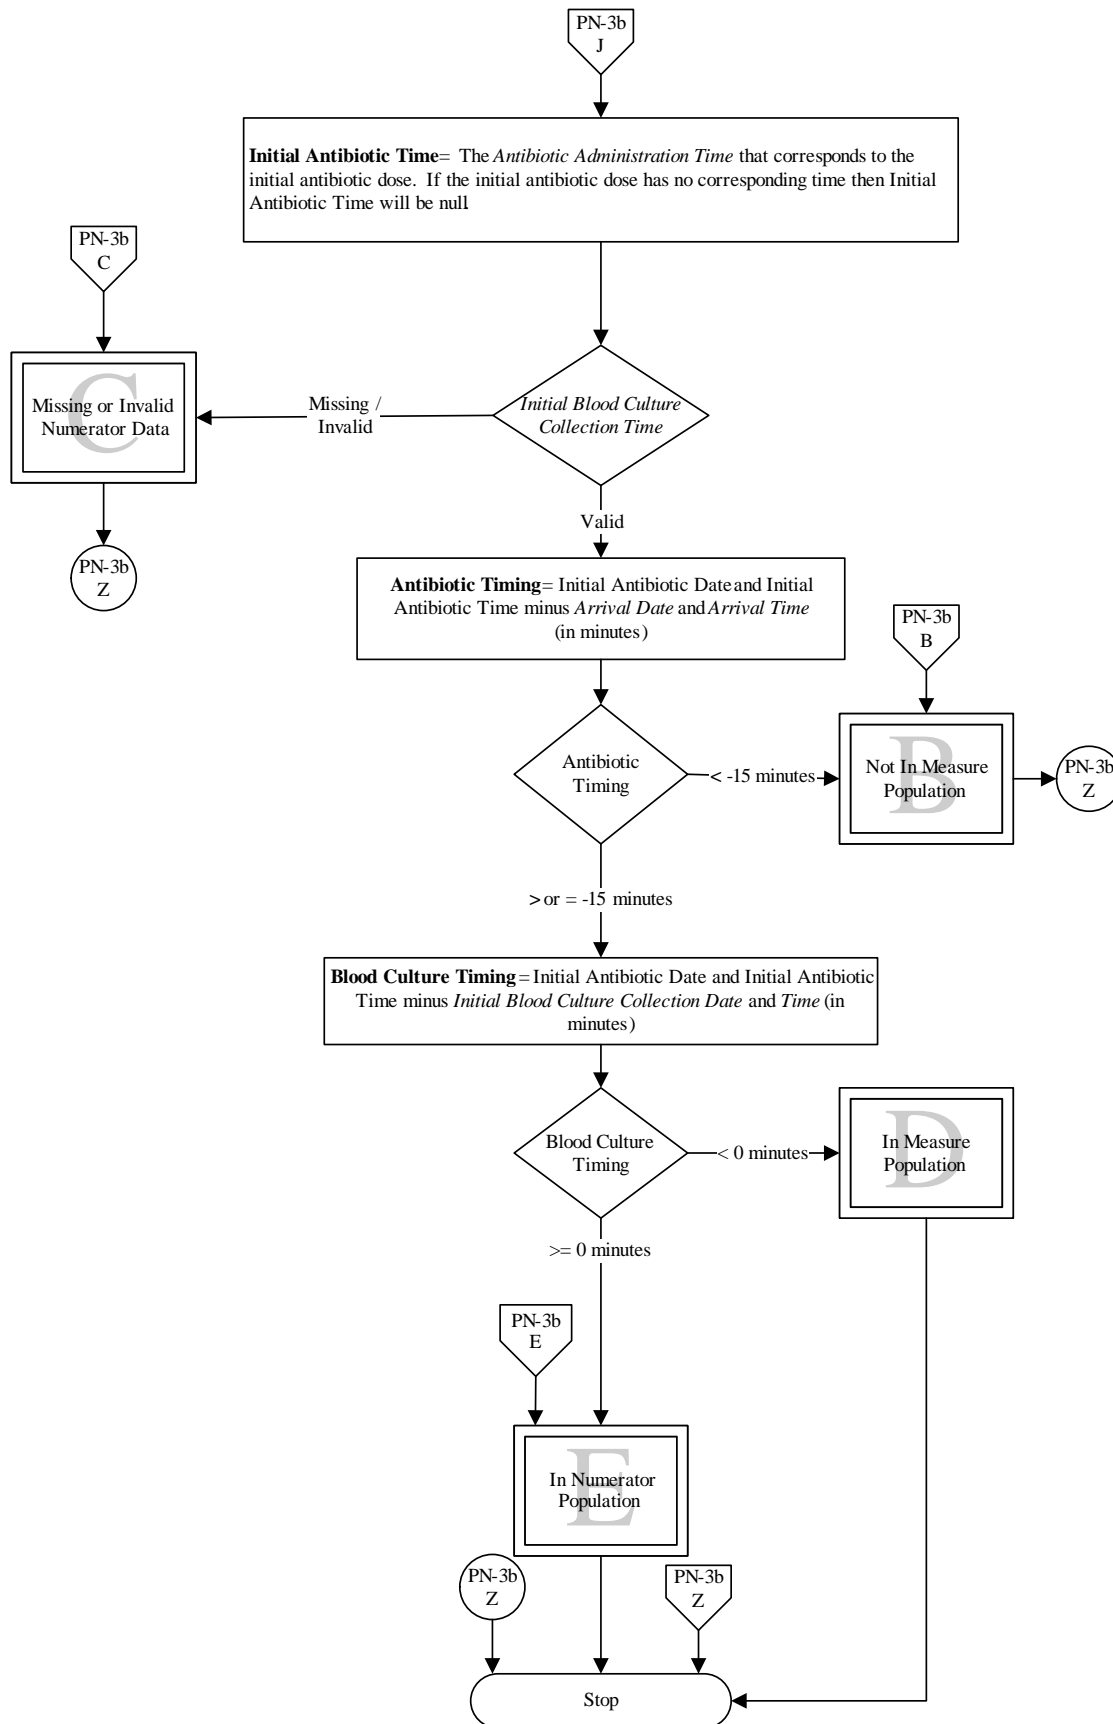 PN-3b
J
Initial Antibiotic Time= The Antibiotic Administration Time that corresponds to the
initial antibiotic dose. If the initial antibiotic dose has no corresponding time then Initial
Antibiotic Time will be null.
PN-3b
C
C
Missing or Invalid
Numerator Data
Missing /
Invalid
Initial Blood Culture
Collection Time
PN-3b
Z
Valid
Antibiotic Timing= Initial Antibiotic Date and Initial
Antibiotic Time minus Arrival Date and Arrival Time
(in minutes)
PN-3b
B
Antibiotic
Timing
< -15 minutes
B
Not In Measure
Population
PN-3b
Z
> or = -15 minutes
Blood Culture Timing = Initial Antibiotic Date and Initial Antibiotic
Time minus Initial Blood Culture Collection Date and Time (in
minutes)
Blood Culture
Timing
< 0 minutes
D
In Measure
Population
>= 0 minutes
PN-3b
E
E
In Numerator
Population
PN-3b
Z
PN-3b
Z
Stop